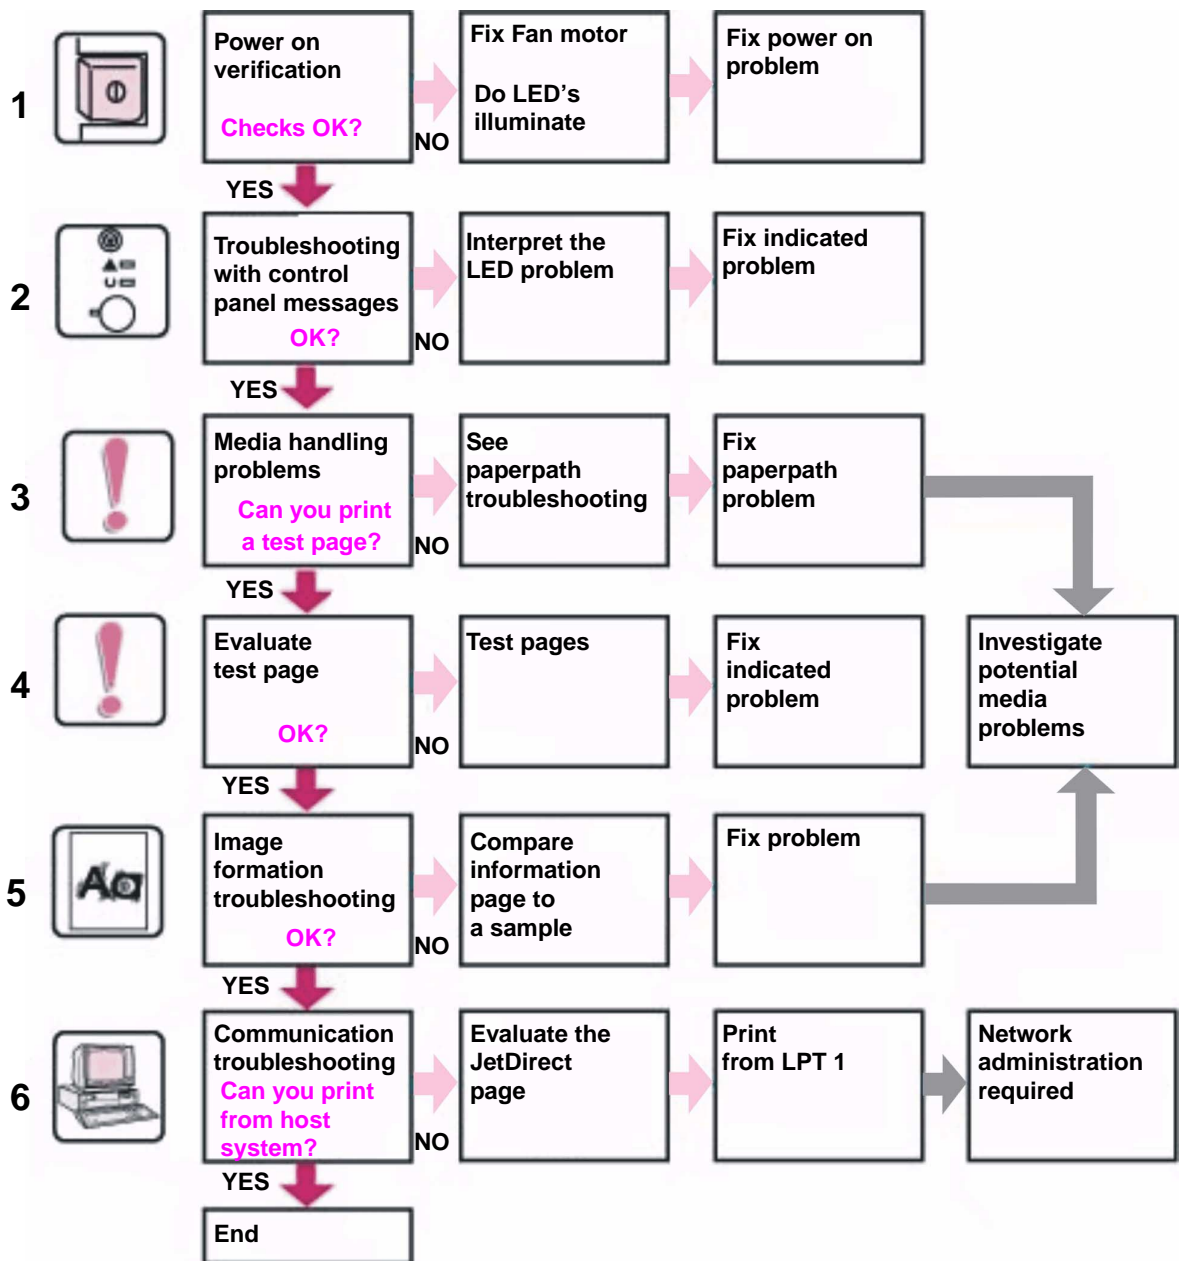 1
Power on
verification
Checks OK?
NO
Fix Fan motor
Do LED's
illuminate
Fix power on
problem
YES
2
Troubleshooting
with control
panel messages
OK?
NO
Interpret the
LED problem
Fix indicated
problem
YES
3
Media handling
problems
Can you print
a test page?
NO
See
paperpath
troubleshooting
Fix
paperpath
problem
YES
4
Evaluate
test page
OK?
NO
Test pages
Fix
indicated
problem
Investigate
potential
media
problems
YES
5
Image
formation
troubleshooting
OK?
NO
Compare
information
page to
a sample
Fix problem
YES
6
Communication
troubleshooting
Can you print
from host
system?
NO
Evaluate the
JetDirect
page
Print
from LPT 1
Network
administration
required
YES
End